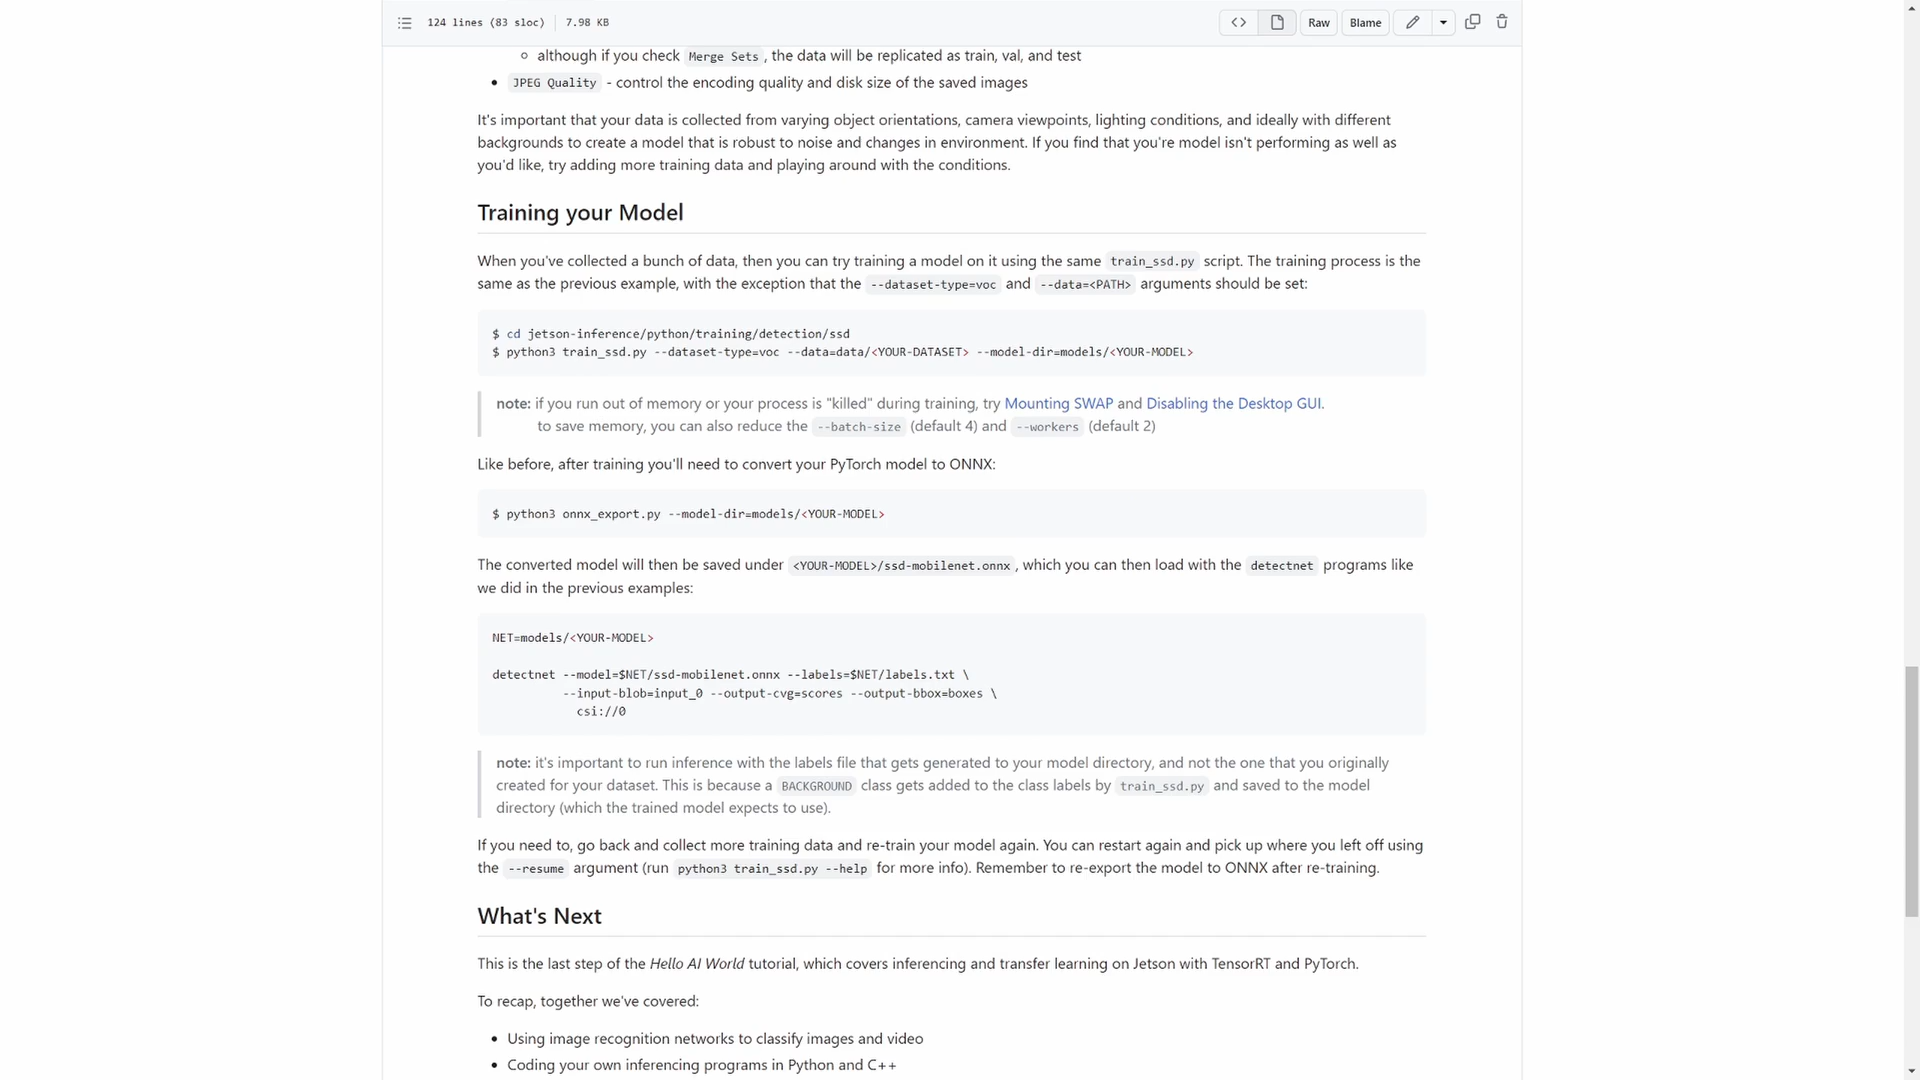 124 lines (83 sloc) 7.98 KB
Raw Blame
although if you check Merge Sets, the data will be replicated as train, val, and test
JPEG Quality - control the encoding quality and disk size of the saved images
It's important that your data is collected from varying object orientations, camera viewpoints, lighting conditions, and ideally with different
backgrounds to create a model that is robust to noise and changes in environment. If you find that you're model isn't performing as well as
you'd like, try adding more training data and playing around with the conditions.
Training your Model
When you've collected a bunch of data, then you can try training a model on it using the same train_ssd.py script. The training process is the
same as the previous example, with the exception that the --dataset-type=voc and --data=<PATH> arguments should be set:
$ cd jetson-inference/python/training/detection/ssd
$ python3 train_ssd.py --dataset-type=voc --data=data/<YOUR-DATASET> --model-dir=models/<YOUR-MODEL>
note: if you run out of memory or your process is "killed" during training, try Mounting SWAP and Disabling the Desktop GUI.
to save memory, you can also reduce the --batch-size (default 4) and --workers (default 2)
Like before, after training you'll need to convert your PyTorch model to ONNX:
$ python3 onnx_export.py --model-dir=models/<YOUR-MODEL>
The converted model will then be saved under <YOUR-MODEL>/ssd-mobilenet.onnx, which you can then load with the detectnet programs like
we did in the previous examples:
NET=models/<YOUR-MODEL>
detectnet --model=$NET/ssd-mobilenet.onnx --labels=$NET/labels.txt \
--input-blob=input_0 --output-cvg=scores --output-bbox=boxes \
csi://0
note: it's important to run inference with the labels file that gets generated to your model directory, and not the one that you originally
created for your dataset. This is because a BACKGROUND class gets added to the class labels by train_ssd.py and saved to the model
directory (which the trained model expects to use).
If you need to, go back and collect more training data and re-train your model again. You can restart again and pick up where you left off using
the --resume argument (run python3 train_ssd.py --help for more info). Remember to re-export the model to ONNX after re-training.
What's Next
This is the last step of the Hello AI World tutorial, which covers inferencing and transfer learning on Jetson with TensorRT and PyTorch.
To recap, together we've covered:
Using image recognition networks to classify images and video
Coding your own inferencing programs in Python and C++